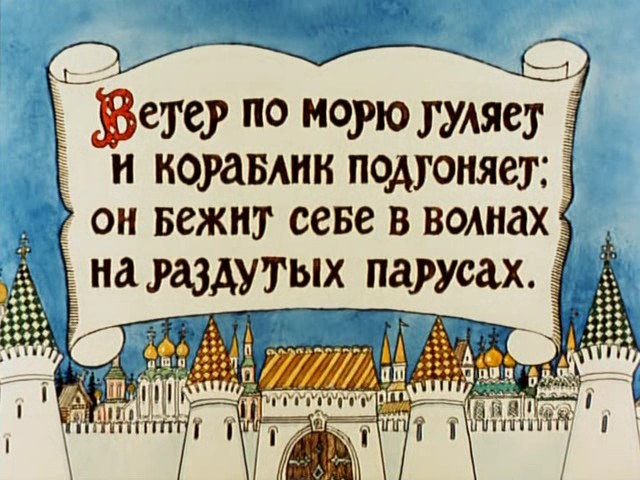 Ветер по морю гуляет
и кораблик подгоняет;
он бежит себе в волнах
на раздутых парусах.